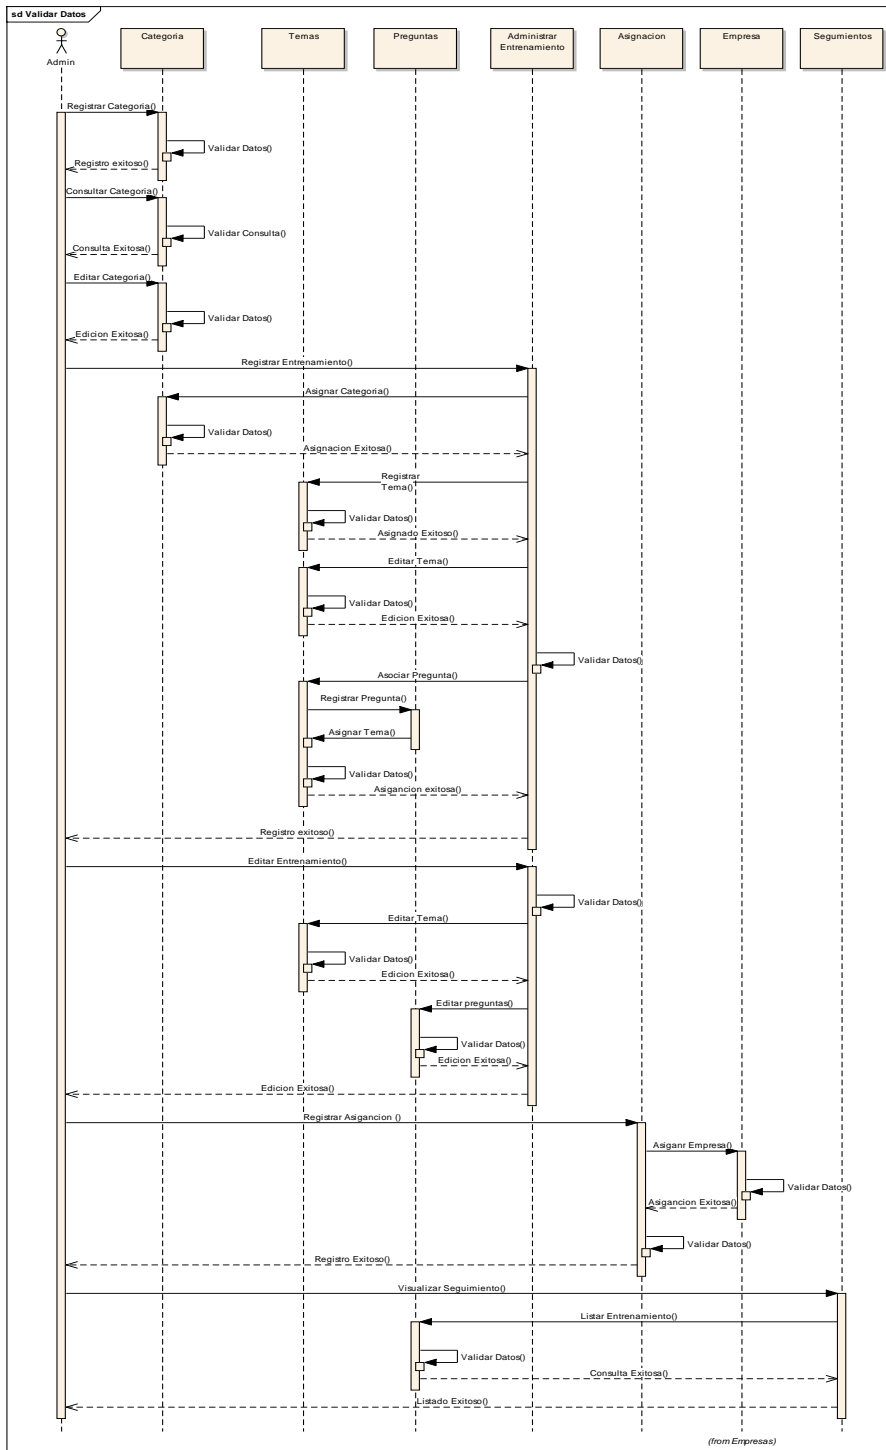 sd Validar Datos
Admin
Categoria
Temas
Preguntas
Administrar
Entrenamiento
Asignacion
Empresa
Segumientos
Registrar Categoria()
Validar Datos()
Registro exitoso()
Consultar Categoria()
Validar Consulta()
Consulta Exitosa()
Editar Categoria()
Validar Datos()
Edicion Exitosa()
Registrar Entrenamiento()
Asignar Categoria()
Validar Datos()
Asignacion Exitosa()
Registrar
Tema()
Validar Datos()
Asignado Exitoso()
Editar Tema()
Validar Datos()
Edicion Exitosa()
Validar Datos()
Asociar Pregunta()
Registrar Pregunta()
Asignar Tema()
Validar Datos()
Asigancion exitosa()
Registro exitoso()
Editar Entrenamiento()
Validar Datos()
Editar Tema()
Validar Datos()
Edicion Exitosa()
Editar preguntas()
Validar Datos()
Edicion Exitosa()
Edicion Exitosa()
Registrar Asigancion ()
Asiganr Empresa()
Validar Datos()
Asigancion Exitosa()
Validar Datos()
Registro Exitoso()
Visualizar Seguimiento()
Listar Entrenamiento()
Validar Datos()
Consulta Exitosa()
Listado Exitoso()
(from Empresas)